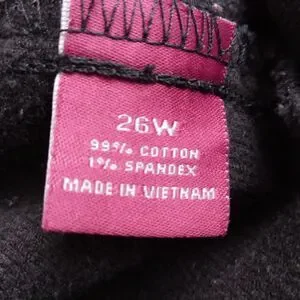 26W
99% COTTON
1% SPANDEX
MADE IN VIETNAM